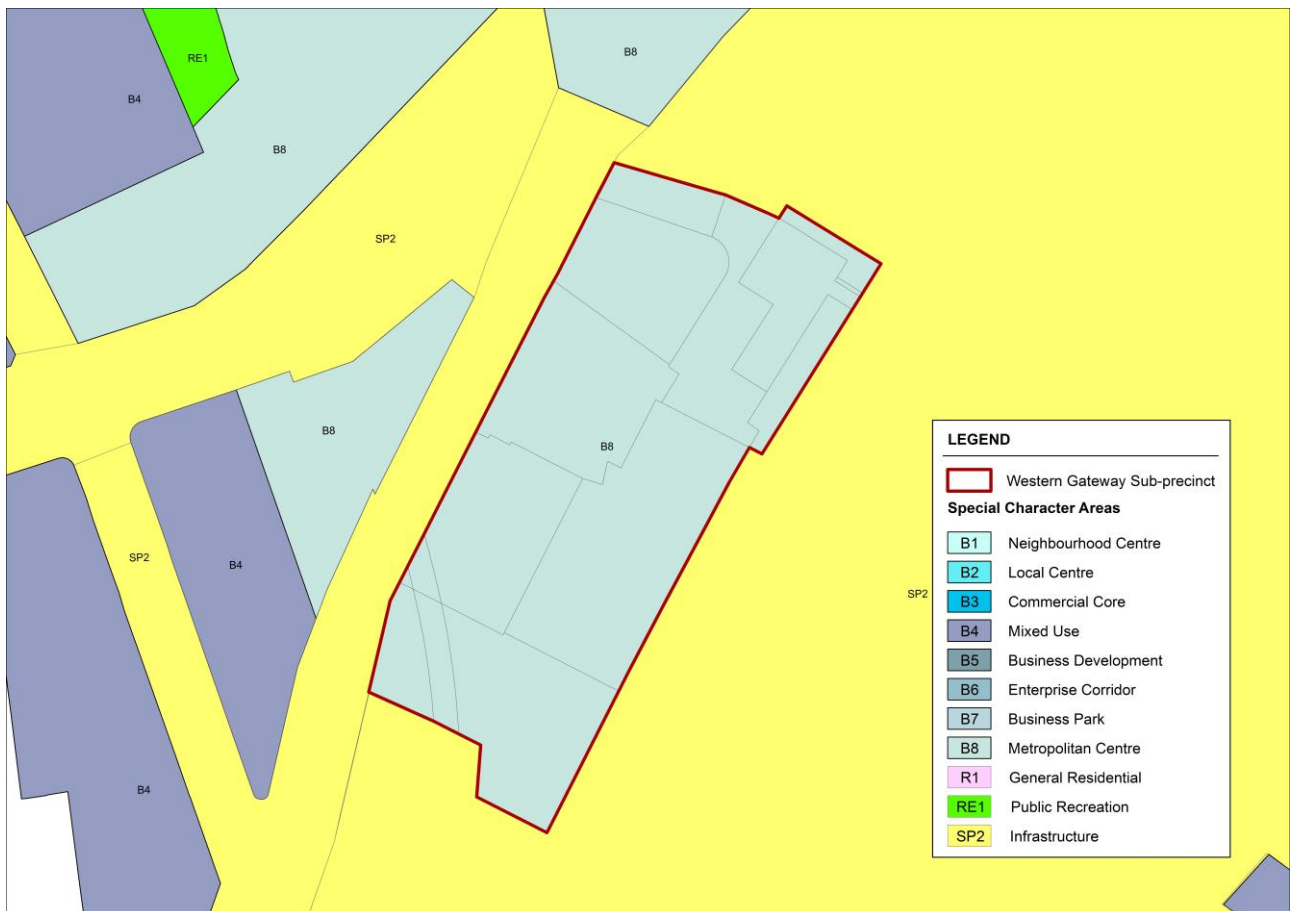 RE1
B8
B4
B8
SP2
B8
B8
SP2
B4
SP2
B4
LEGEND
Western Gateway Sub-precinct
Special Character Areas
B1 Neighbourhood Centre
B2 Local Centre
B3 Commercial Core
B4 Mixed Use
B5 Business Development
B6 Enterprise Corridor
B7 Business Park
B8 Metropolitan Centre
R1 General Residential
RE1 Public Recreation
SP2 Infrastructure